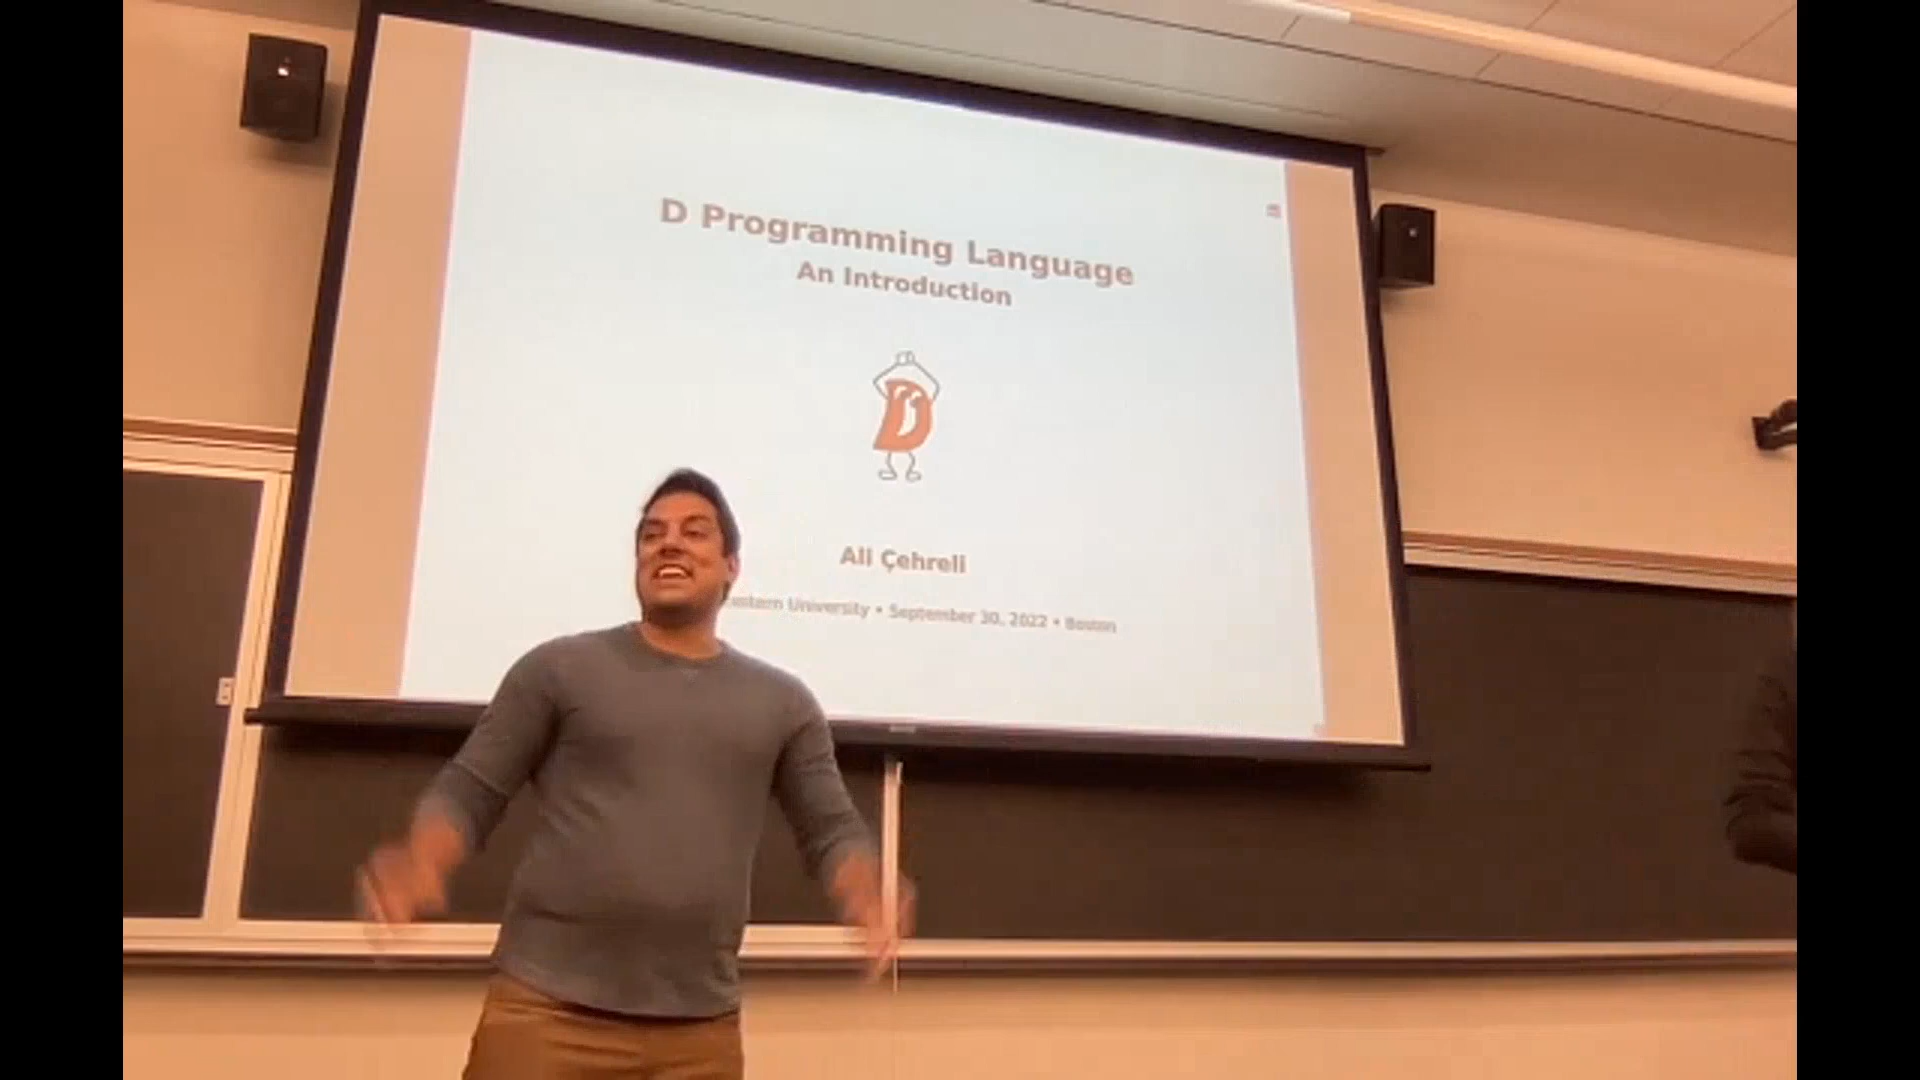 D Programming Language
An Introduction
D
Ali Çehreli
University • September 30, 2022 • Boston